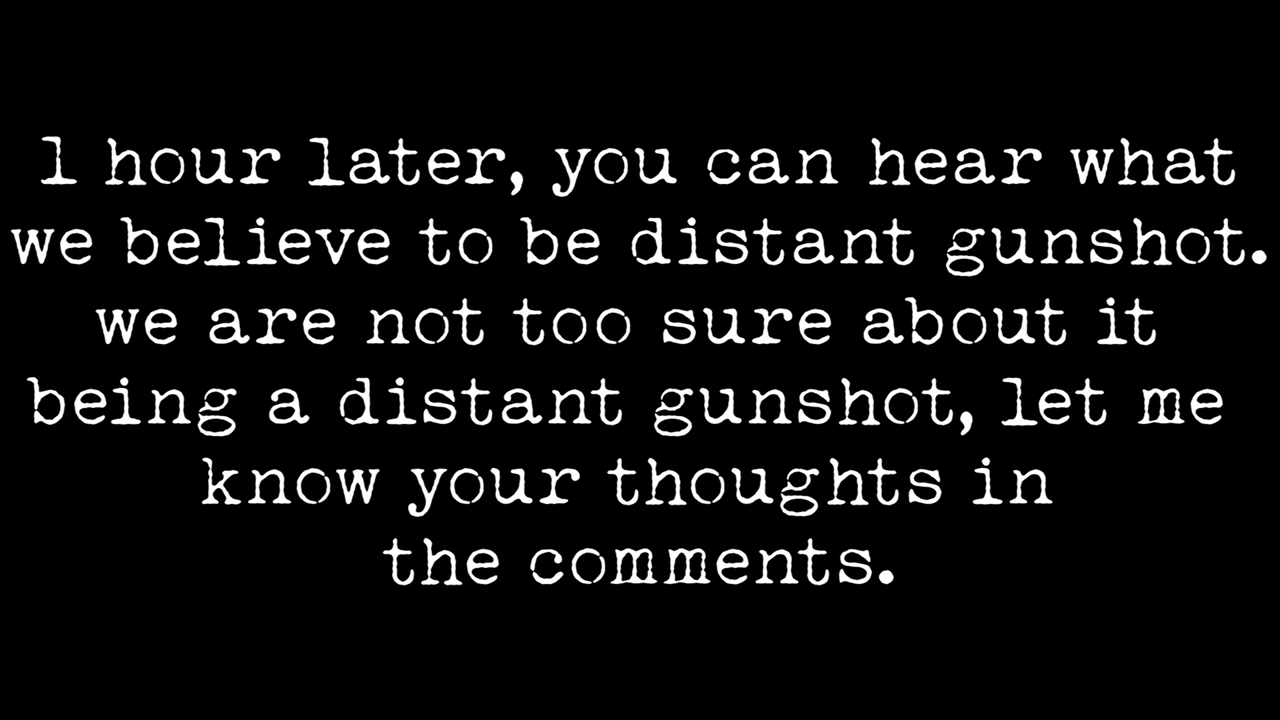 1 hour later, you can hear what
we believe to be distant gunshot.
we are not too sure about it
being a distant gunshot, let me
know your thoughts in
the comments.